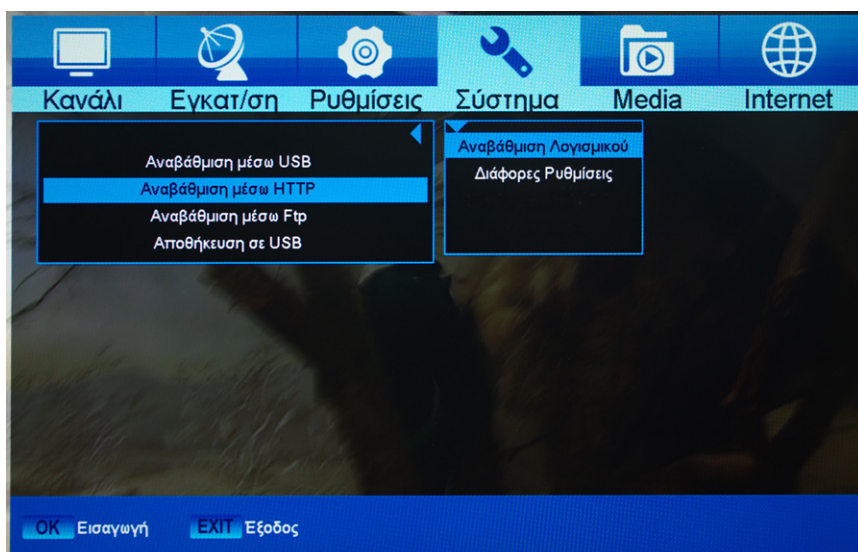 Κανάλι Εγκατ/ση Ρυθμίσεις Σύστημα Media Internet
Αναβάθμιση μέσω USB
Αναβάθμιση μέσω HTTP
Αναβάθμιση μέσω Ftp
Αποθήκευση σε USB
Αναβάθμιση Λογισμικού
Διάφορες Ρυθμίσεις
OK Εισαγωγή EXIT Έξοδος